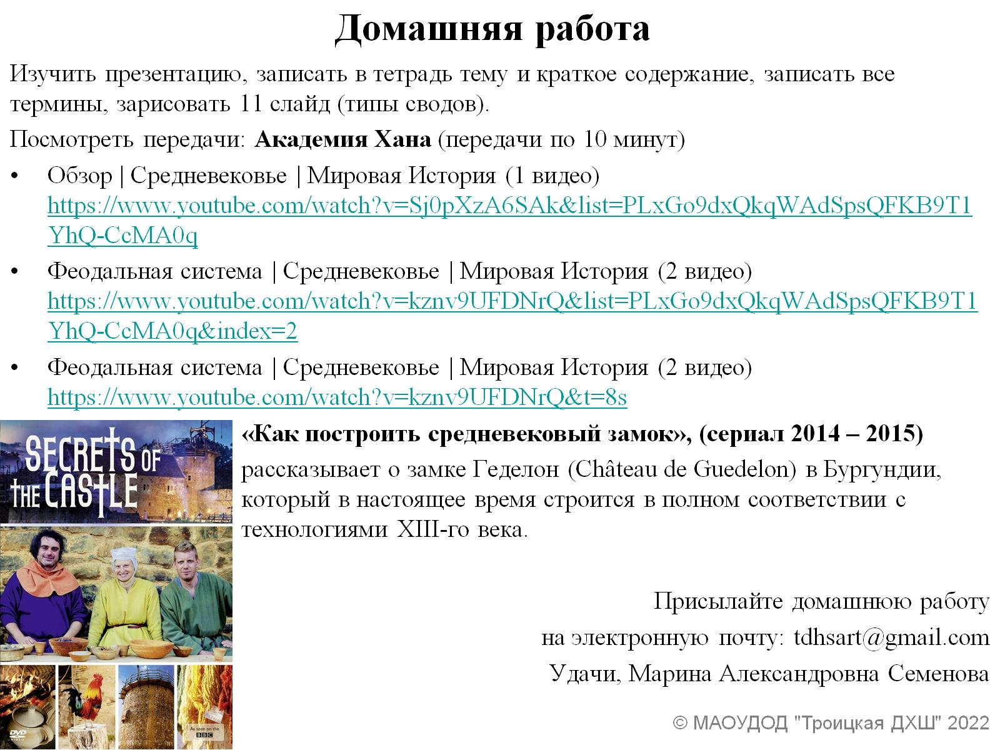 Домашняя работа
Изучить презентацию, записать в тетрадь тему и краткое содержание, записать все
термины, зарисовать 11 слайд (типы сводов).
Посмотреть передачи: Академия Хана (передачи по 10 минут)
• Обзор | Средневековье | Мировая История (1 видео)
https://www.youtube.com/watch?v=Sj0pXzA6SAk&list=PLxGo9dxQkqWAdSpsQFKB9T1
YhQ-CcMA0q
• Феодальная система | Средневековье | Мировая История (2 видео)
https://www.youtube.com/watch?v=kznv9UFDNrQ&list=PLxGo9dxQkqWAdSpsQFKB9T1
YhQ-CcMA0q&index=2
• Феодальная система | Средневековье | Мировая История (2 видео)
https://www.youtube.com/watch?v=kznv9UFDNrQ&t=8s
SECRETS OF
THE CASTLE
«Как построить средневековый замок», (сериал 2014 – 2015)
рассказывает о замке Геделон (Château de Guedelon) в Бургундии,
который в настоящее время строится в полном соответствии с
технологиями XIII-го века.
Присылайте домашнюю работу
на электронную почту: tdhsart@gmail.com
Удачи, Марина Александровна Семенова
DVD
VIDEO
As seen on the
BBC
© МАОУДОД "Троицкая ДХШ" 2022